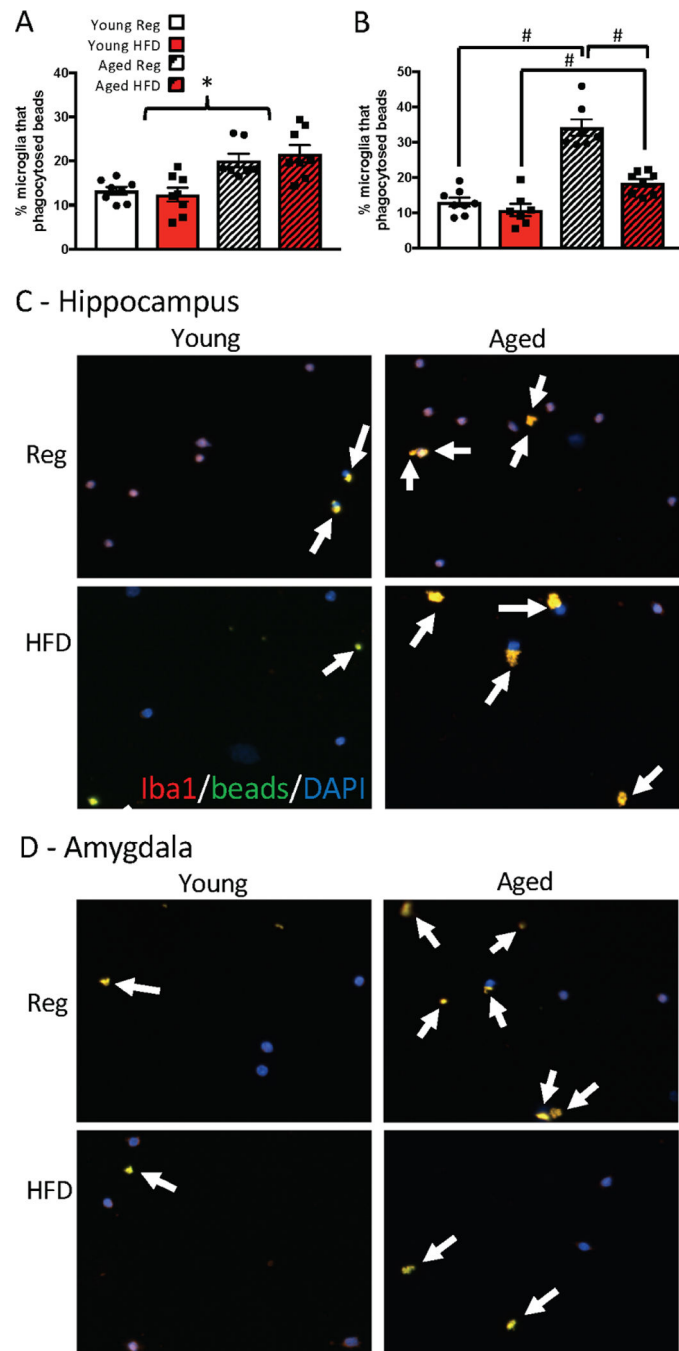 A
B
Young Reg
Young HFD
Aged Reg
Aged HFD
% microglia that
phagocytosed beads
40
30
20
10
0
*
% microglia that
phagocytosed beads
50
40
30
20
10
0
#
#
#
C - Hippocampus
Young
Aged
Reg
HFD
Iba1/beads/DAPI
D - Amygdala
Young
Aged
Reg
HFD